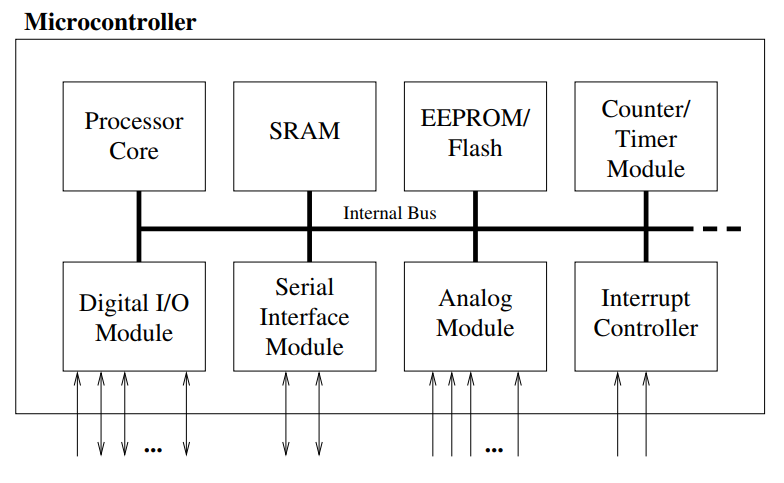 Microcontroller
Processor
Core
SRAM
EEPROM/
Flash
Counter/
Timer
Module
Internal Bus
Digital I/O
Module
Serial
Interface
Module
Analog
Module
Interrupt
Controller
...
...